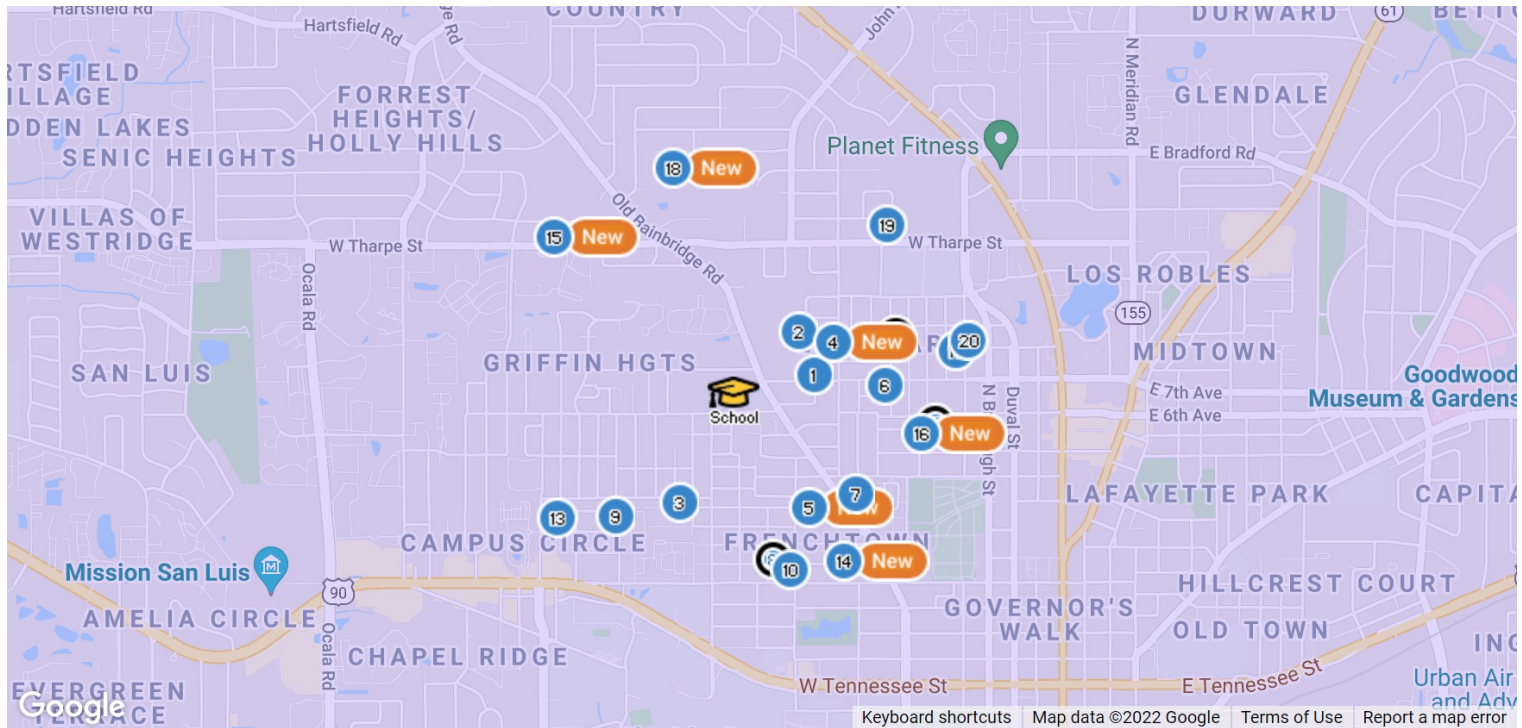 Hartsfield Rd
COUNTRY
DURWARD
61
Hartsfield Rd
N Meridian Rd
FORREST
HEIGHTS/
HOLLY HILLS
GLENDALE
SENIC HEIGHTS
Planet Fitness
E Bradford Rd
18 New
Old Bainbridge Rd
VILLAS OF
WESTRIDGE
15 New
W Tharpe St
19
W Tharpe St
Ocala Rd
LOS ROBLES
155
2
4 New
20
MIDTOWN
GRIFFIN HGTS
SAN LUIS
1
6
School
E 7th Ave
E 6th Ave
Duval St
Goodwood
Museum & Gardens
16 New
3
5
7
13
9
LAFAYETTE PARK
CAMPUS CIRCLE
FRENCHTOWN
10
14 New
Mission San Luis
90
AMELIA CIRCLE
HILLCREST COURT
GOVERNOR'S
WALK
OLD TOWN
Ocala Rd
CHAPEL RIDGE
W Tennessee St
E Tennessee St
Urban Air
and Adv
EVERGREEN
TERRACE
Google
Keyboard shortcuts
Map data ©2022 Google
Terms of Use
Report a map error